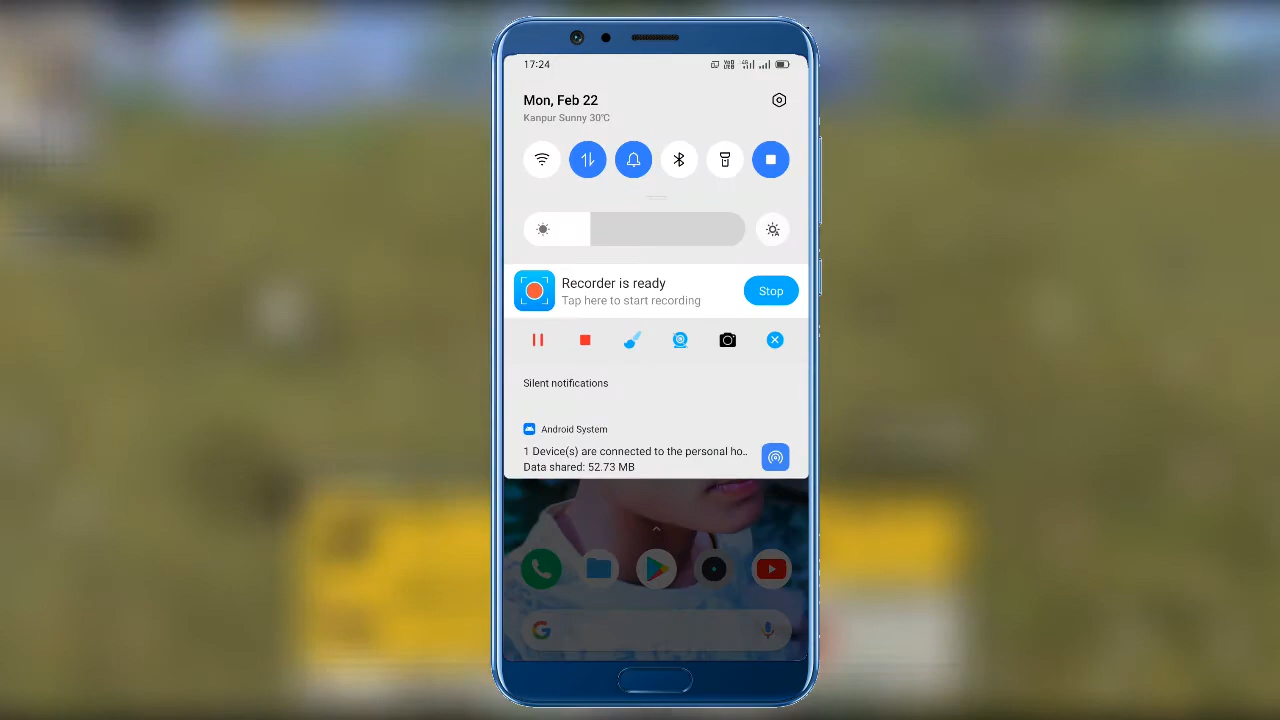 17:24
Mon, Feb 22
Kanpur Sunny 30°C
Recorder is ready
Tap here to start recording
Stop
Silent notifications
Android System
1 Device(s) are connected to the personal ho..
Data shared: 52.73 MB